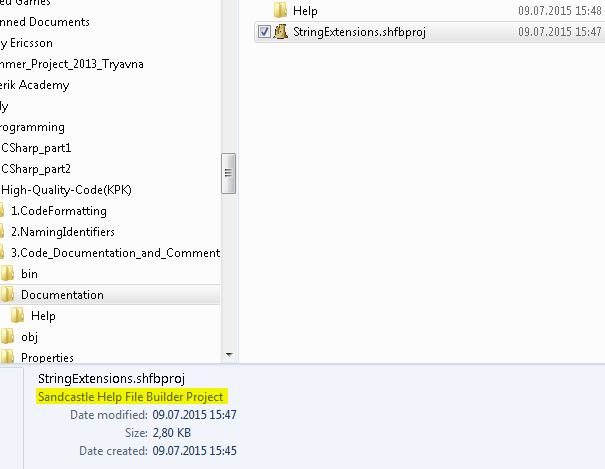 ed Games
nned Documents
y Ericsson
mmer_Project_2013_Tryavna
erik Academy
ly
rogramming
CSharp_part1
CSharp_part2
High-Quality-Code(KPK)
1.CodeFormatting
2.NamingIdentifiers
3.Code_Documentation_and_Comment
bin
Documentation
Help
obj
Properties
Help 09.07.2015 15:48
StringExtensions.shfbproj 09.07.2015 15:47
StringExtensions.shfbproj
Sandcastle Help File Builder Project
Date modified: 09.07.2015 15:47
Size: 2,80 KB
Date created: 09.07.2015 15:45